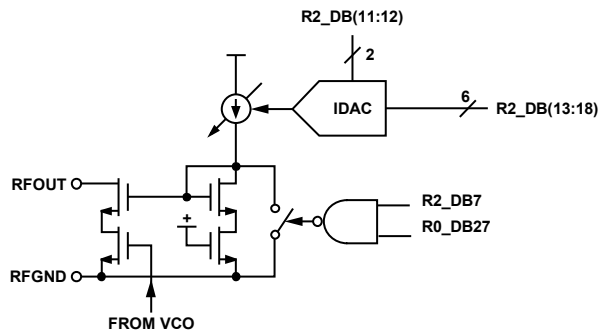 R2_DB(11:12)
2
IDAC
6
R2_DB(13:18)
RFOUT
+
R2_DB7
R0_DB27
RFGND
FROM VCO